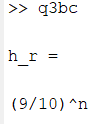 >> q3bc
h_r =
(9/10)^n